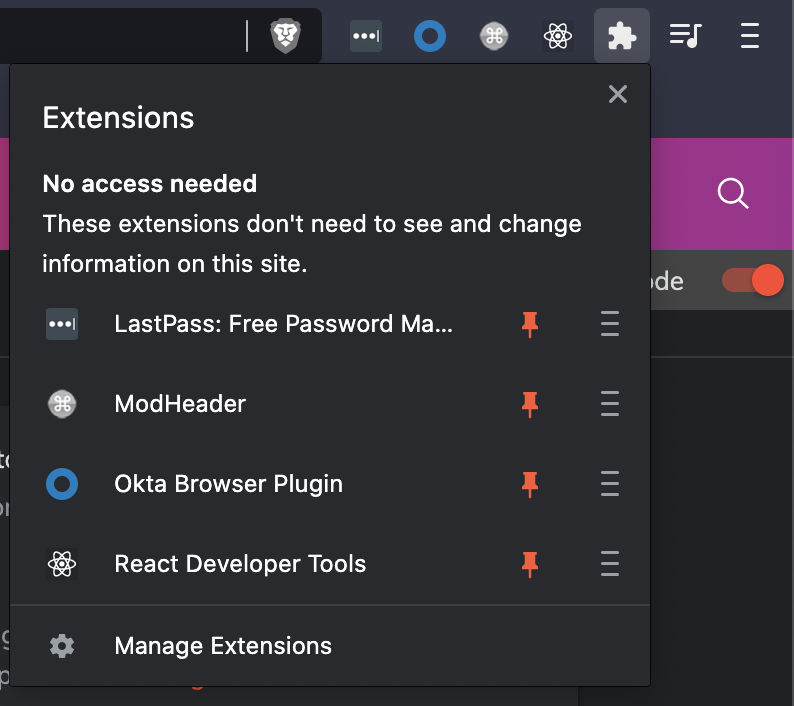 Extensions
No access needed
These extensions don't need to see and change
information on this site.
ode
LastPass: Free Password Ma...
ModHeader
Okta Browser Plugin
React Developer Tools
Manage Extensions